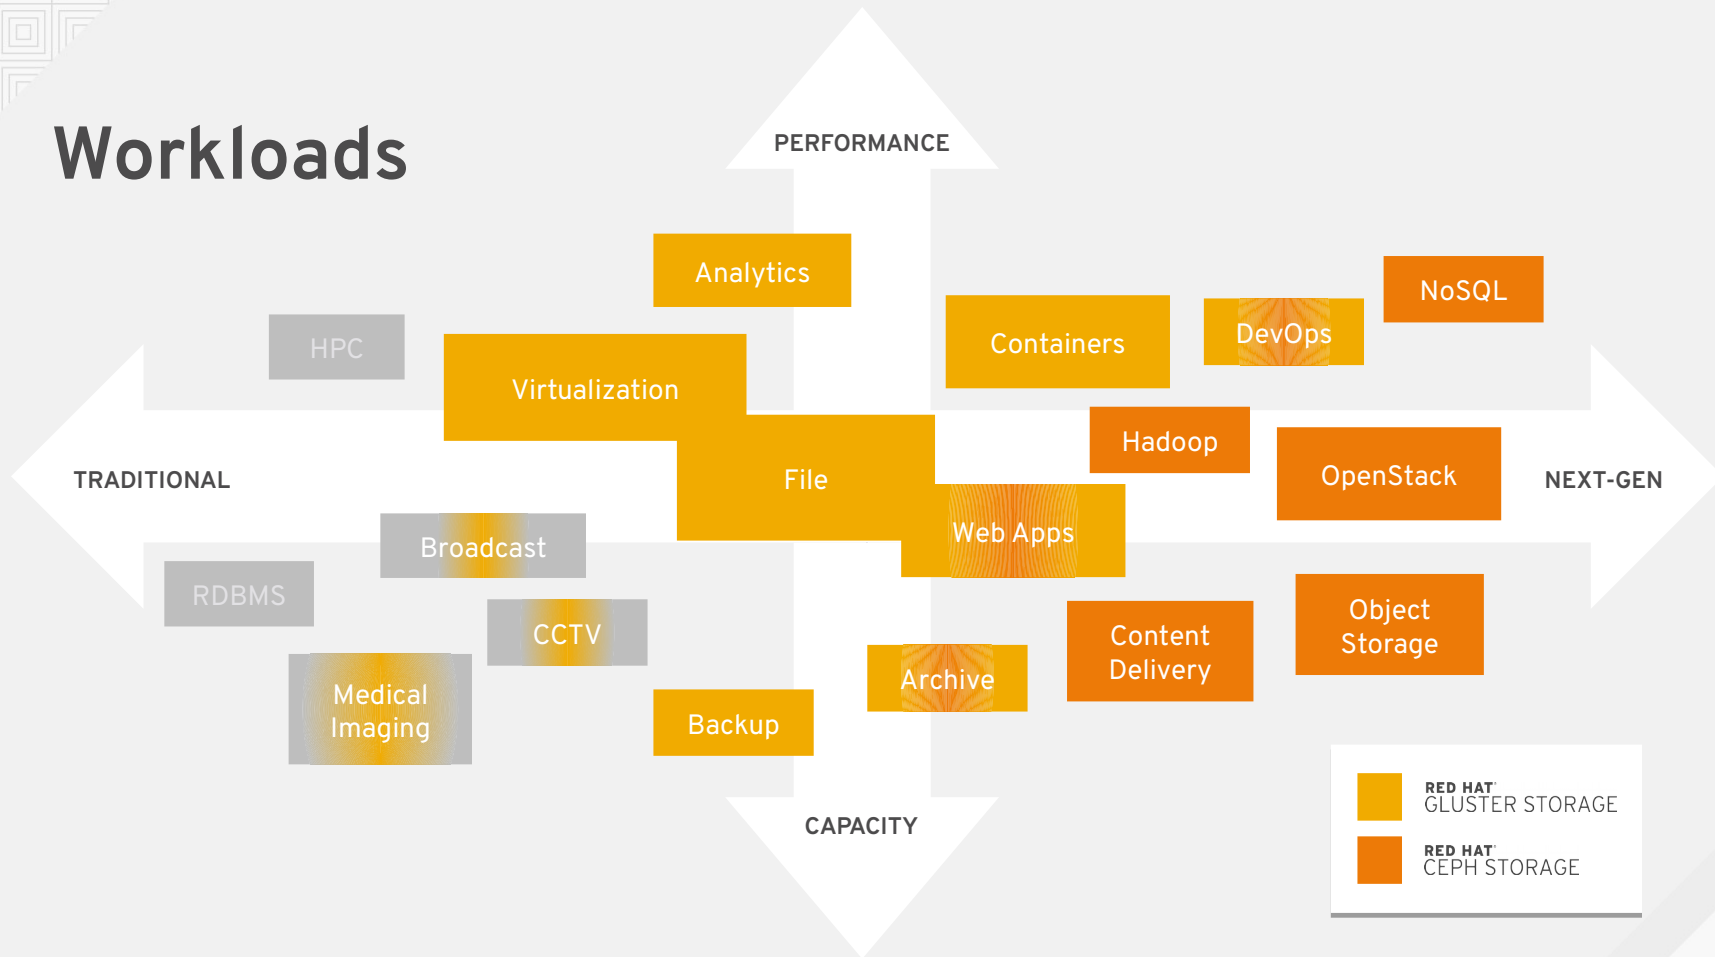 Workloads
PERFORMANCE
Analytics
NoSQL
HPC
Containers
DevOps
Virtualization
Hadoop
TRADITIONAL
File
OpenStack
NEXT-GEN
Broadcast
Web Apps
RDBMS
CCTV
Content
Delivery
Object
Storage
Medical
Imaging
Backup
Archive
CAPACITY
RED HAT
GLUSTER STORAGE
RED HAT
CEPH STORAGE